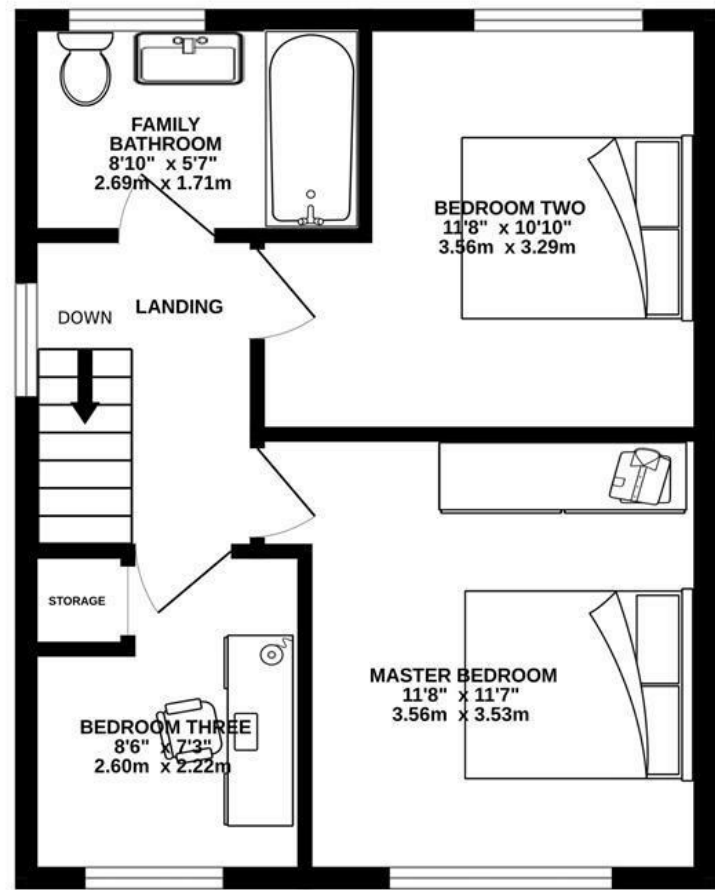 FAMILY
BATHROOM
8'10" x 5'7"
2.69m x 1.71m
BEDROOM TWO
11'8" x 10'10"
3.56m x 3.29m
LANDING
DOWN
STORAGE
MASTER BEDROOM
11'8" x 11'7"
3.56m x 3.53m
BEDROOM THREE
8'6" x 7'3"
2.60m x 2.22m